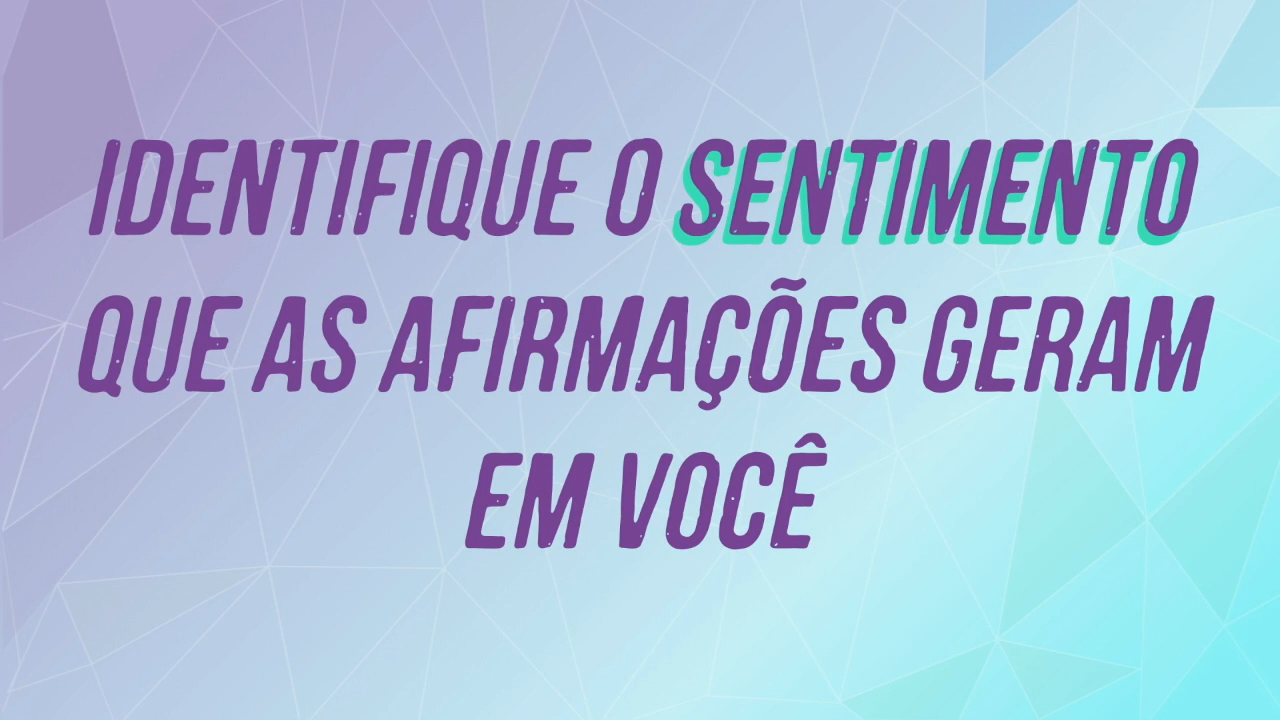 IDENTIFIQUE O SENTIMENTO
QUE AS AFIRMAÇÕES GERAM
EM VOCÊ